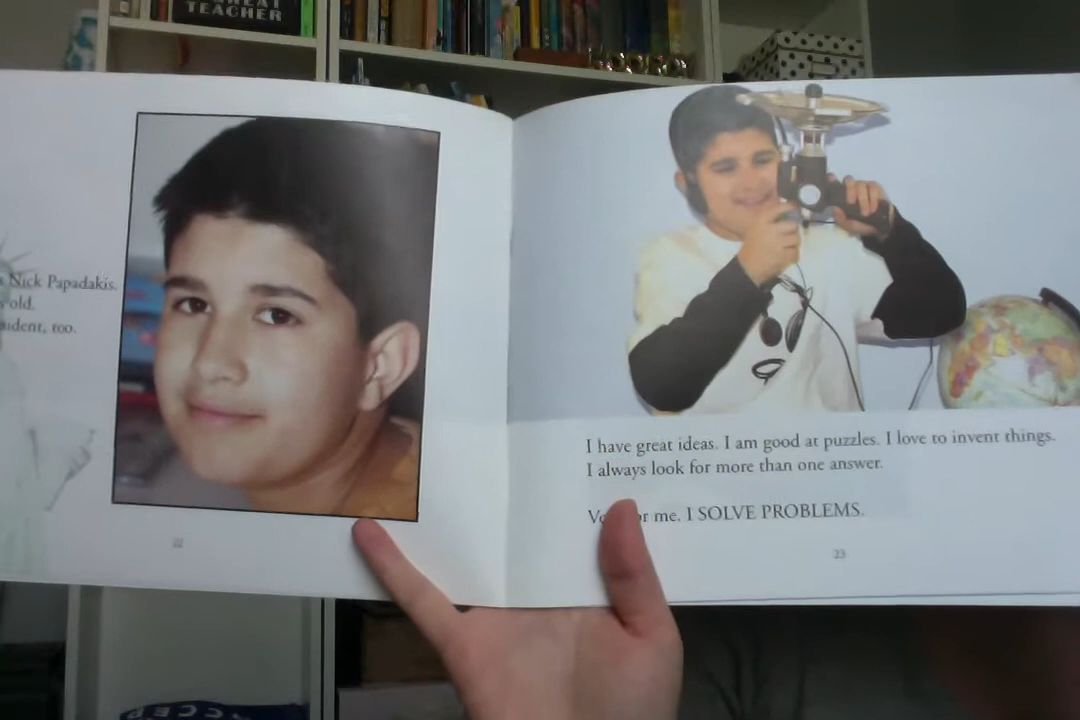 GREAT
TEACHER
Nick Papadakis.
old.
too.
22
I have great ideas. I am good at puzzles. I love to invent things.
I always look for more than one answer.
for me. I SOLVE PROBLEMS.
23